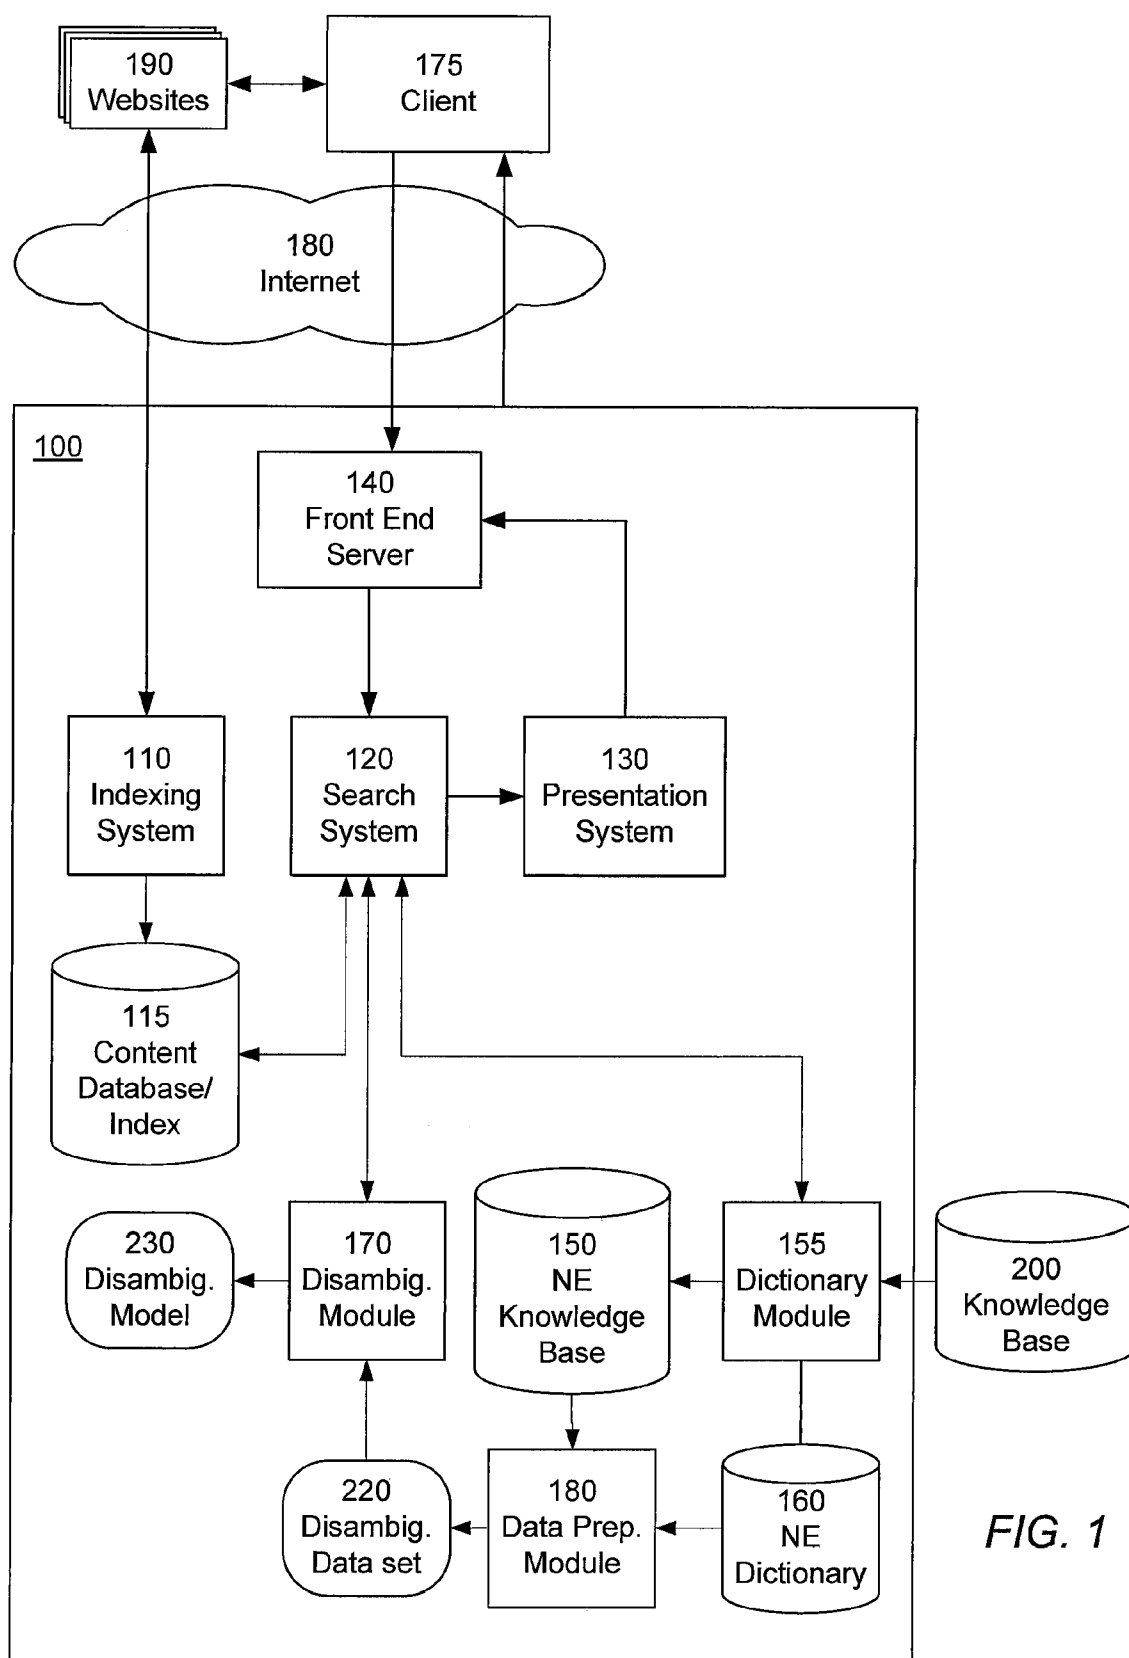 190
Websites
175
Client
180
Internet
100
140
Front End
Server
110
Indexing
System
120
Search
System
130
Presentation
System
115
Content
Database/
Index
230
Disambig.
Model
170
Disambig.
Module
150
NE
Knowledge
Base
155
Dictionary
Module
200
Knowledge
Base
220
Disambig.
Data set
180
Data Prep.
Module
160
NE
Dictionary
FIG. 1